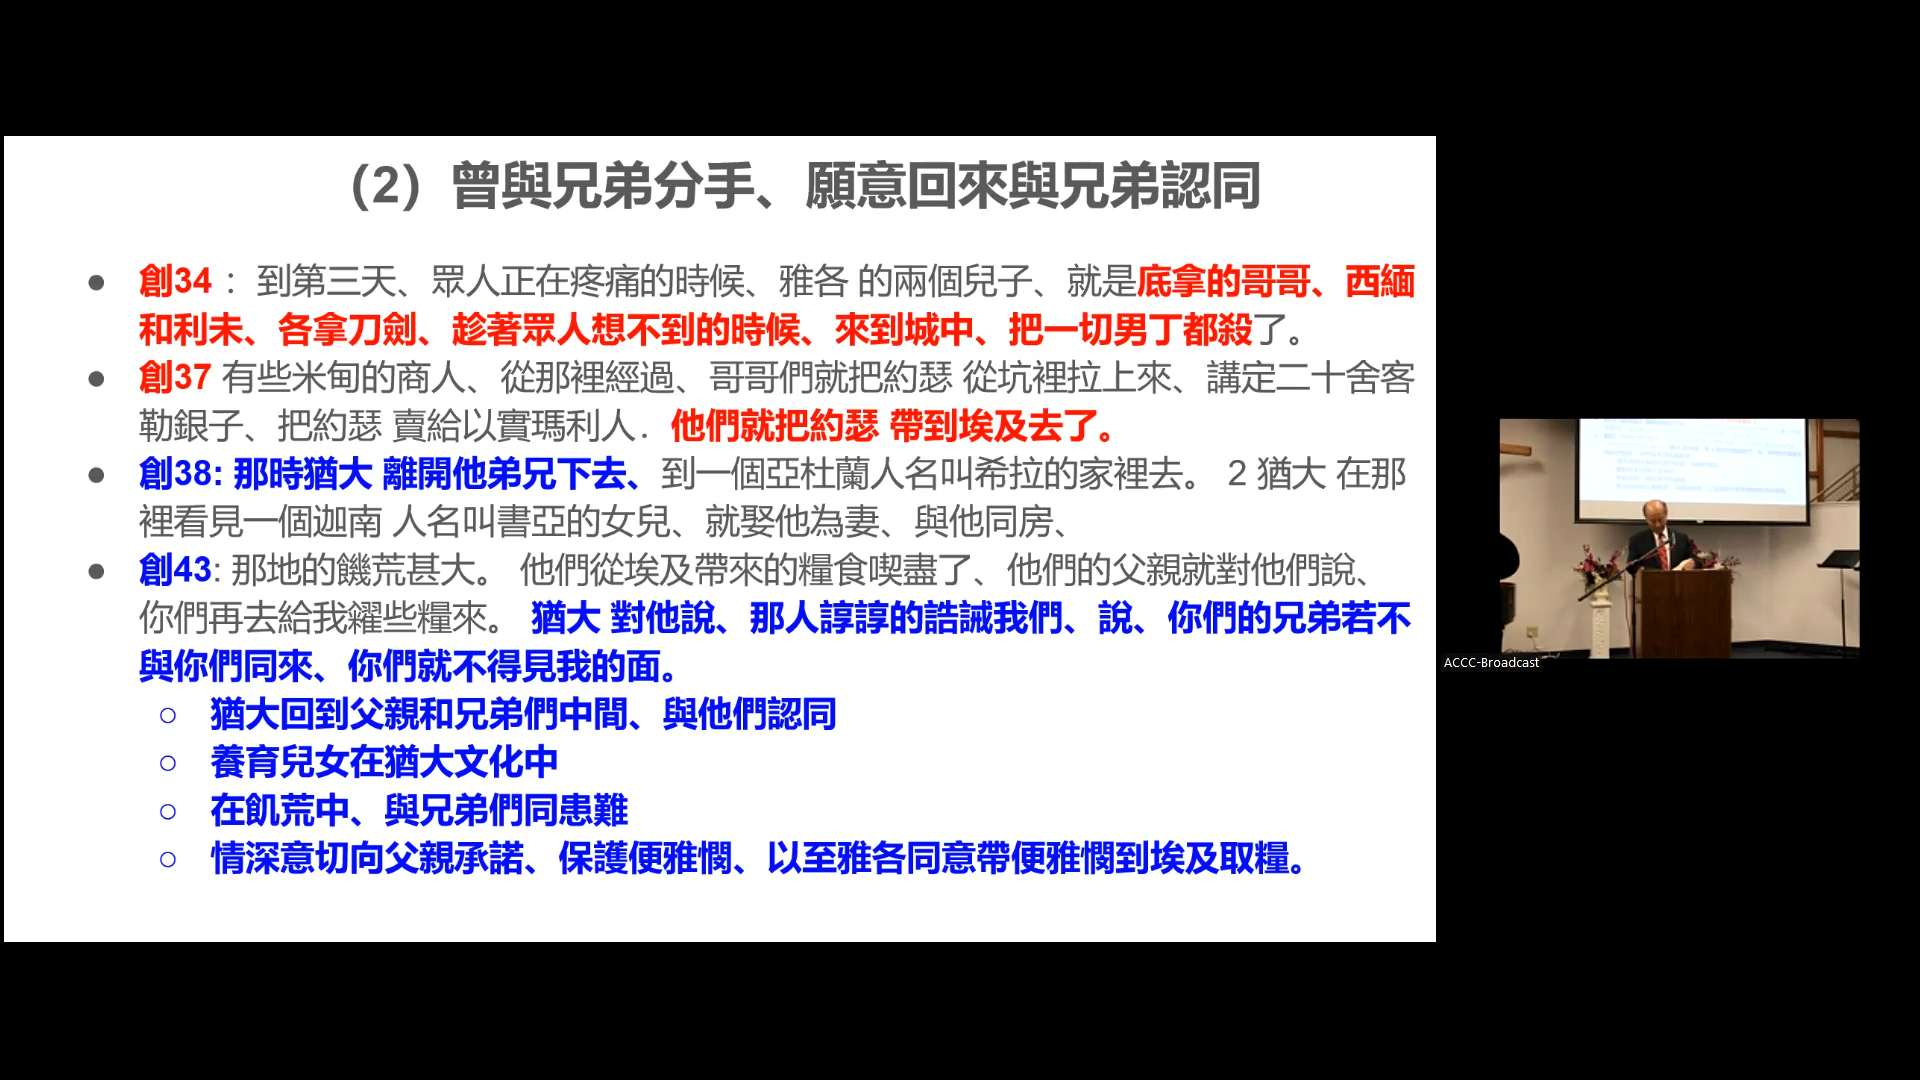 （2）曾與兄弟分手、願意回來與兄弟認同
● 創34： 到第三天、眾人正在疼痛的時候、雅各 的兩個兒子、就是底拿的哥哥、西緬
和利未、各拿刀劍、趁著眾人想不到的時候、來到城中、把一切男丁都殺了。
● 創37 有些米甸的商人、從那裡經過、哥哥們就把約瑟 從坑裡拉上來、講定二十舍客
勒銀子、把約瑟 賣給以實瑪利人．他們就把約瑟 帶到埃及去了。
● 創38: 那時猶大 離開他弟兄下去、到一個亞杜蘭人名叫希拉的家裡去。 2 猶大 在那
裡看見一個迦南 人名叫書亞的女兒、就娶他為妻、與他同房、
● 創43: 那地的饑荒甚大。 他們從埃及帶來的糧食喫盡了、他們的父親就對他們說、
你們再去給我糴些糧來。 猶大 對他說、那人諄諄的誥誡我們、說、你們的兄弟若不
與你們同來、你們就不得見我的面。
○ 猶大回到父親和兄弟們中間、與他們認同
○ 養育兒女在猶大文化中
○ 在飢荒中、與兄弟們同患難
○ 情深意切向父親承諾、保護便雅憫、以至雅各同意帶便雅憫到埃及取糧。
ACCC-Broadcast